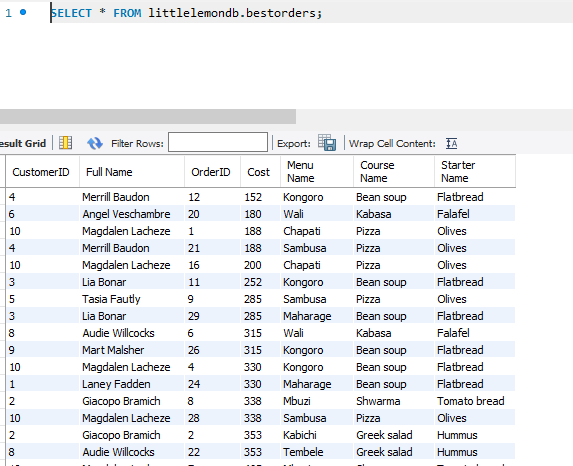 1 SELECT * FROM littlelemondb.bestorders;
esult Grid Filter Rows: Export: Wrap Cell Content: IA
CustomerID Full Name OrderID Cost Menu Name Course Name Starter Name
4 Merrill Baudon 12 152 Kongoro Bean soup Flatbread
6 Angel Veschambre 20 180 Wali Kabasa Falafel
10 Magdalen Lacheze 1 188 Chapati Pizza Olives
4 Merrill Baudon 21 188 Sambusa Pizza Olives
10 Magdalen Lacheze 16 200 Chapati Pizza Olives
3 Lia Bonar 11 252 Kongoro Bean soup Flatbread
5 Tasia Fautly 9 285 Sambusa Pizza Olives
3 Lia Bonar 29 285 Maharage Bean soup Flatbread
8 Audie Willcocks 6 315 Wali Kabasa Falafel
9 Mart Malsher 26 315 Kongoro Bean soup Flatbread
10 Magdalen Lacheze 4 330 Kongoro Bean soup Flatbread
1 Laney Fadden 24 330 Maharage Bean soup Flatbread
2 Giacopo Bramich 8 338 Mbuzi Shwarma Tomato bread
10 Magdalen Lacheze 28 338 Sambusa Pizza Olives
2 Giacopo Bramich 2 353 Kabichi Greek salad Hummus
8 Audie Willcocks 22 353 Tembele Greek salad Hummus